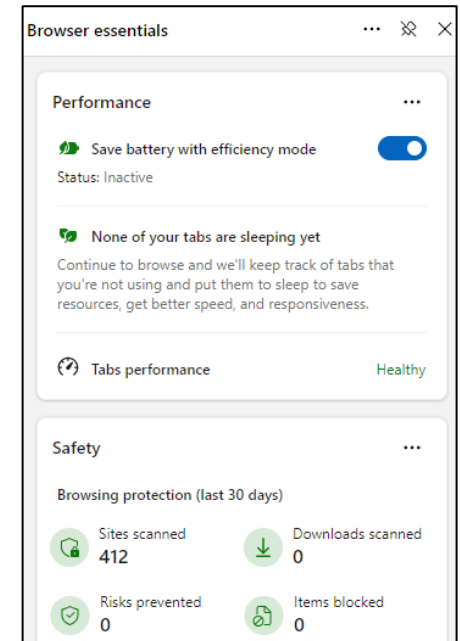 Browser essentials
Performance
Save battery with efficiency mode
Status: Inactive
None of your tabs are sleeping yet
Continue to browse and we'll keep track of tabs that
you're not using and put them to sleep to save
resources, get better speed, and responsiveness.
Tabs performance Healthy
Safety
Browsing protection (last 30 days)
Sites scanned Downloads scanned
412 0
Risks prevented Items blocked
0 0